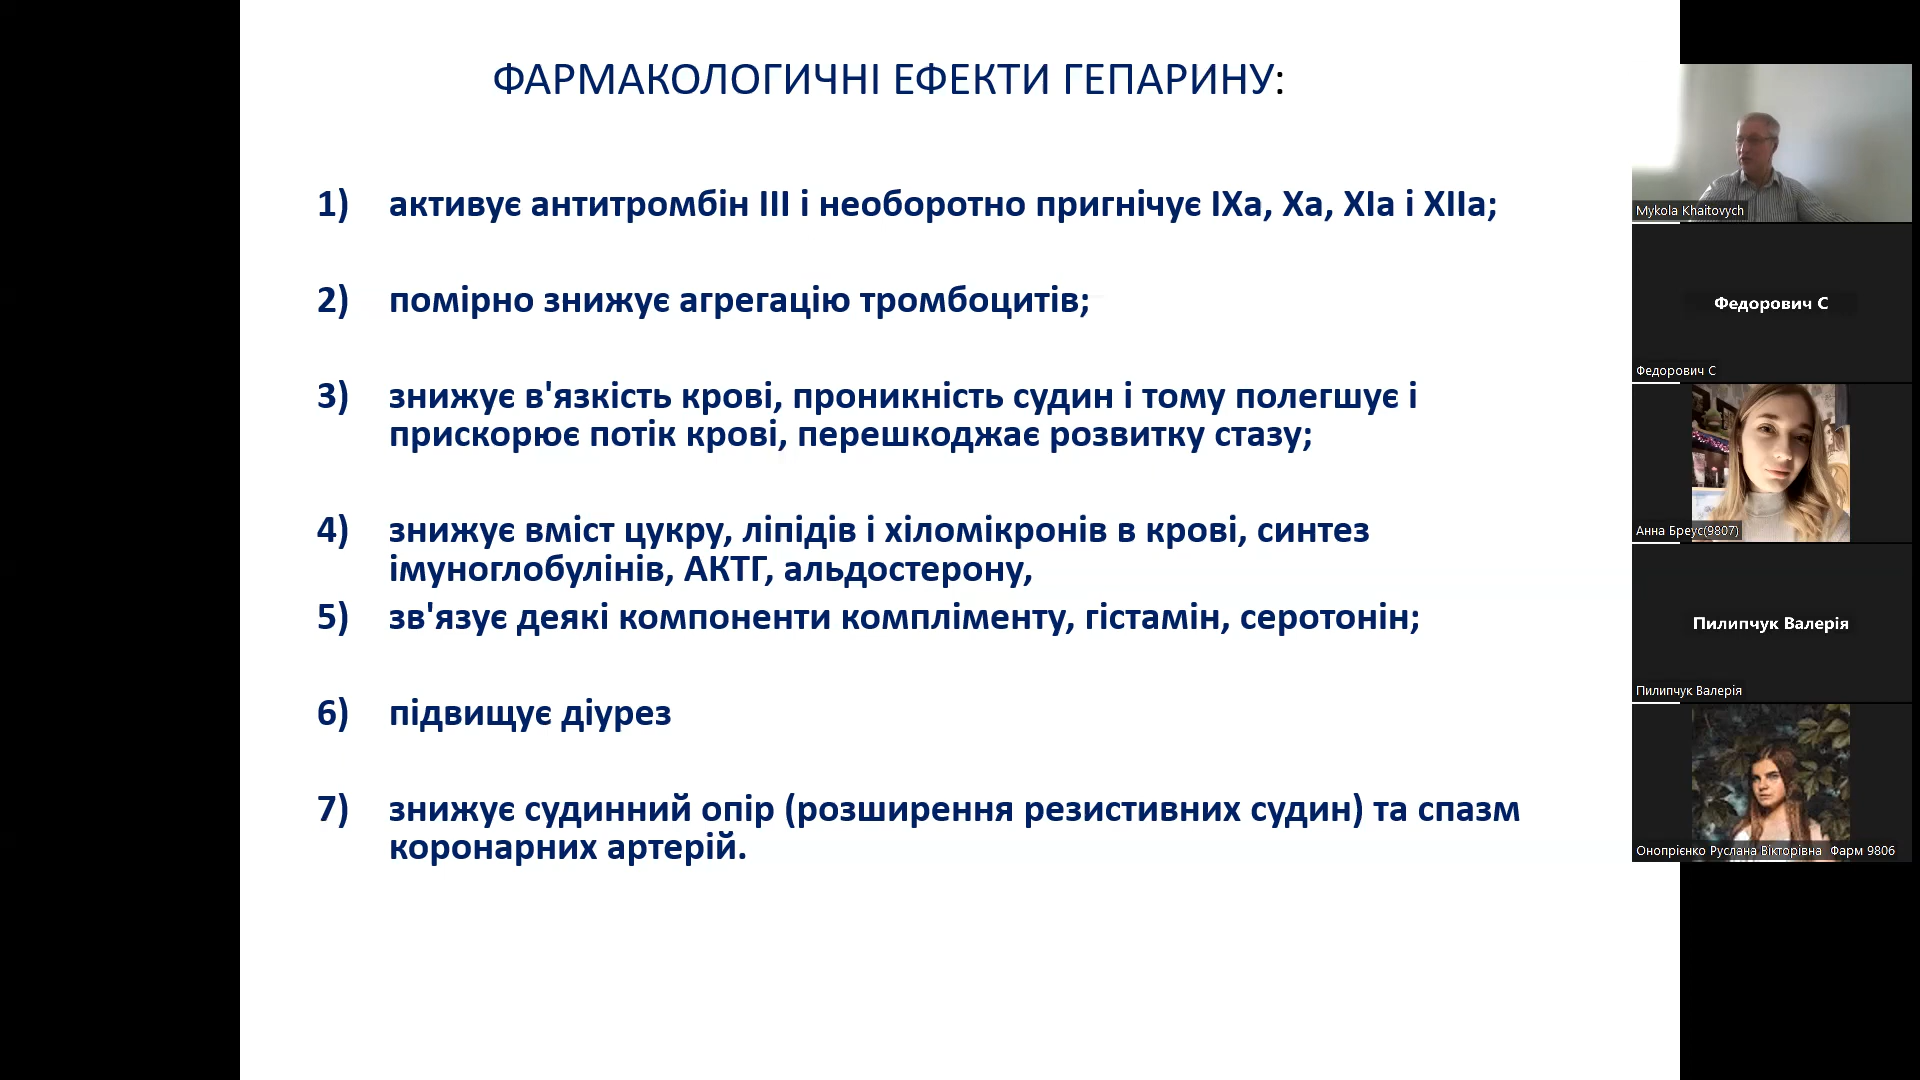 ФАРМАКОЛОГИЧНІ ЕФЕКТИ ГЕПАРИНУ:
1) активує антитромбін III і необоротно пригнічує IXa, Xa, XIa і XIIa;
2) помірно знижує агрегацію тромбоцитів;
3) знижує в'язкість крові, проникність судин і тому полегшує і
прискорює потік крові, перешкоджає розвитку стазу;
4) знижує вміст цукру, ліпідів і хіломікронів в крові, синтез
імуноглобулінів, АКТГ, альдостерону,
5) зв'язує деякі компоненти компліменту, гістамін, серотонін;
6) підвищує діурез
7) знижує судинний опір (розширення резистивних судин) та спазм
коронарних артерій.
Mykola Khaitovych
Федорович С
Федорович С
Анна Бреус(9807)
Пилипчук Валерія
Пилипчук Валерія
Онопрієнко Руслана Вікторівна Фарм 9806